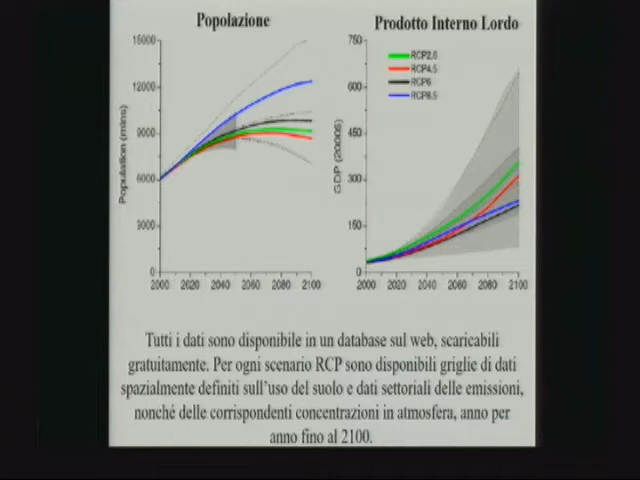 Popolazione
Prodotto Interno Lordo
15000
12000
9000
6000
3000
0
Population (mlns)
2000 2020 2040 2060 2080 2100
750
600
450
300
150
0
2000 2020 2040 2060 2080 2100
RCP2.6
RCP4.5
RCP6
RCP8.5
Tutti i dati sono disponibile in un database sul web, scaricabili
gratuitamente. Per ogni scenario RCP sono disponibili griglie di dati
spazialmente definiti sull'uso del suolo e dati settoriali delle emissioni,
nonché delle corrispondenti concentrazioni in atmosfera, anno per
anno fino al 2100.